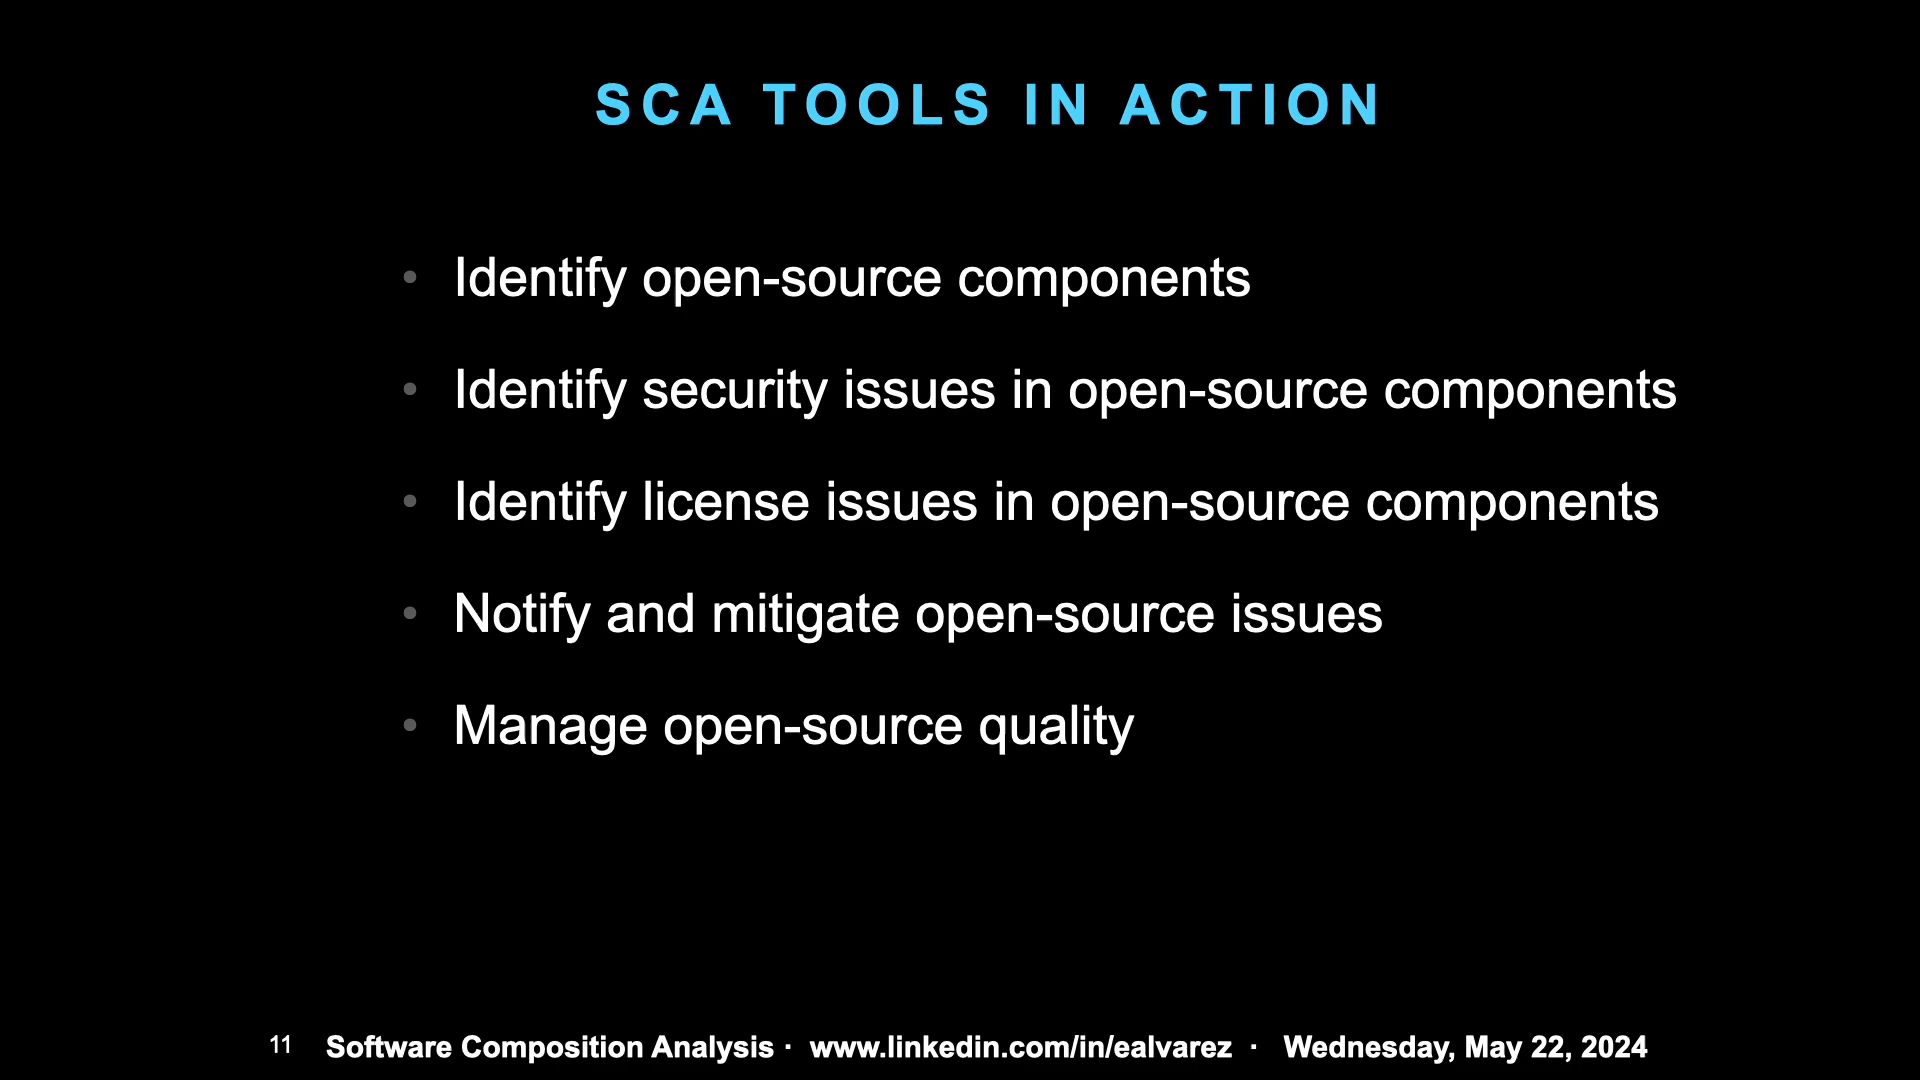 SCA TOOLS IN ACTION
• Identify open-source components
• Identify security issues in open-source components
• Identify license issues in open-source components
• Notify and mitigate open-source issues
• Manage open-source quality
11 Software Composition Analysis · www.linkedin.com/in/ealvarez · Wednesday, May 22, 2024